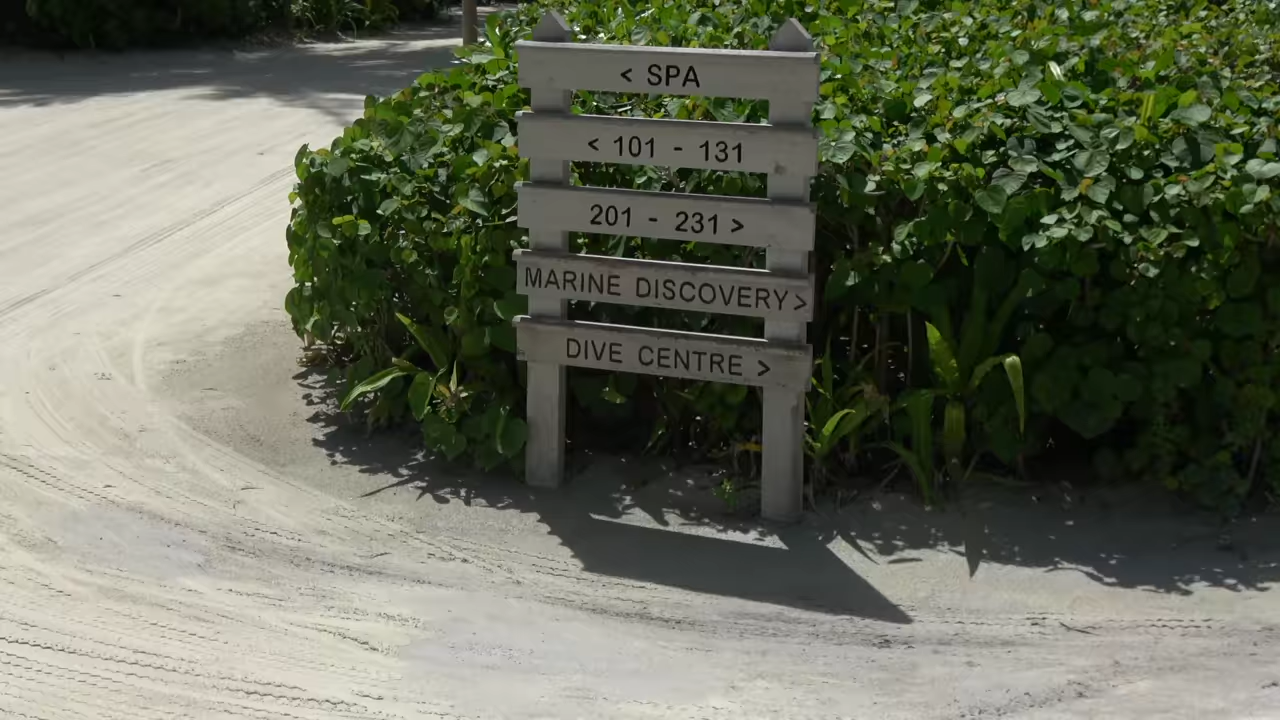 < SPA
< 101 - 131
201 - 231 >
MARINE DISCOVERY >
DIVE CENTRE >